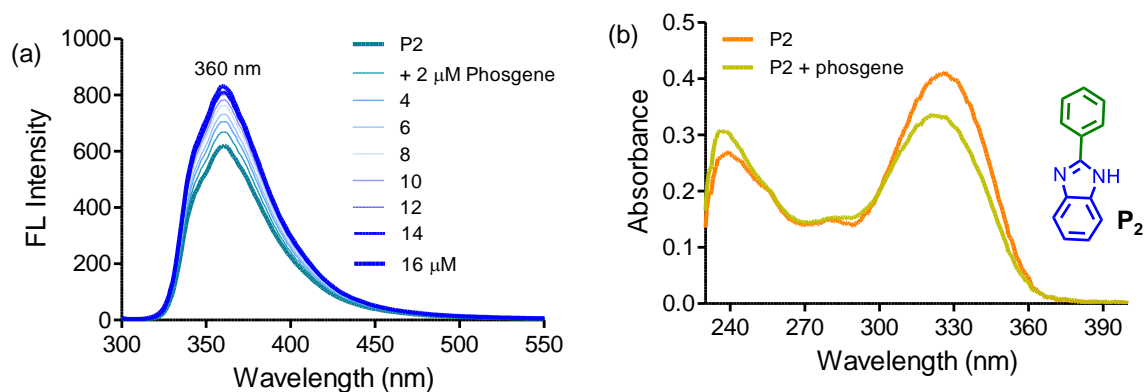 (a)
1000
800
600
400
200
0
FL Intensity
360 nm
P2
+ 2 μM Phosgene
4
6
8
10
12
14
16 μM
300 350 400 450 500 550
Wavelength (nm)
(b)
0.5
0.4
0.3
0.2
0.1
0.0
Absorbance
P2
P2 + phosgene
N
NH
P2
240 270 300 330 360 390
Wavelength (nm)